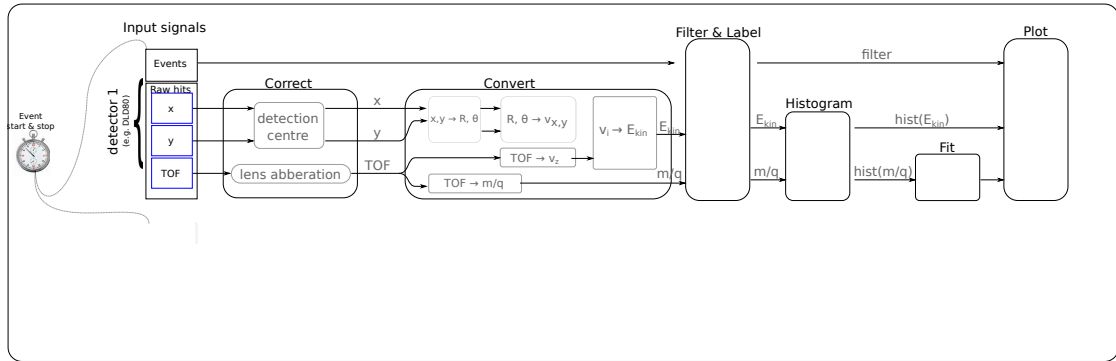 Input signals
Event
start & stop
detector 1
(e.g. DLD80)
Events
Raw hits
x
y
TOF
Correct
detection
centre
lens abberation
x
y
TOF
Convert
x,y → R, θ
R, θ → vx,y
TOF → vz
TOF → m/q
vi → Ekin
Ekin
m/q
Filter & Label
filter
Ekin
m/q
Histogram
hist(Ekin)
hist(m/q)
Fit
Plot